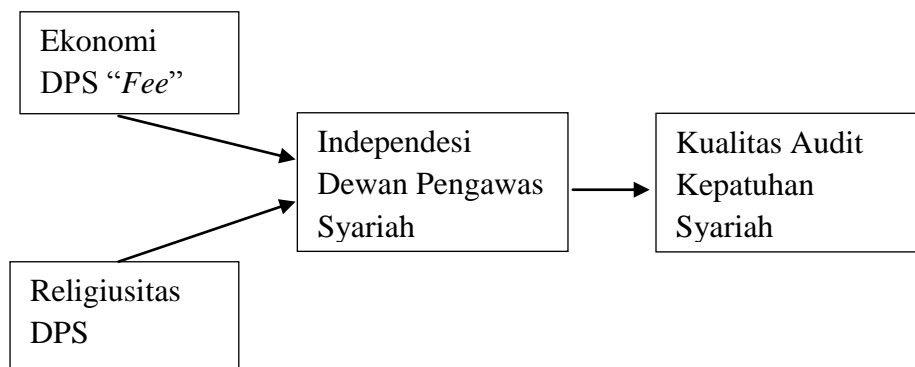 Ekonomi
DPS “Fee”
Independesi
Dewan Pengawas
Syariah
Kualitas Audit
Kepatuhan
Syariah
Religiusitas
DPS